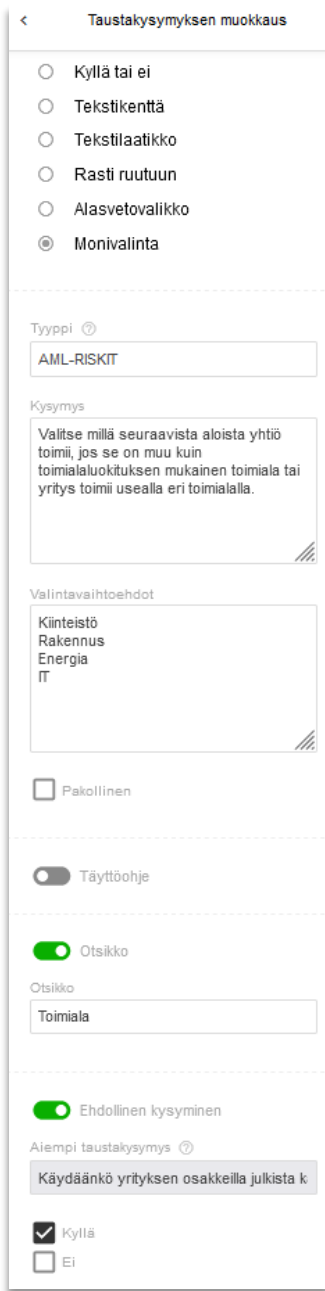 Taustakysymyksen muokkaus
Kyllä tai ei
Tekstikenttä
Tekstilaatikko
Rasti ruutuun
Alasvetovalikko
Monivalinta
Tyyppi ?
AML-RISKIT
Kysymys
Valitse millä seuraavista aloista yhtiö
toimii, jos se on muu kuin
toimialaluokituksen mukainen toimiala tai
yritys toimii usealla eri toimialalla.
Valintavaihtoehdot
Kiinteistö
Rakennus
Energia
IT
Pakollinen
Täyttöohje
Otsikko
Otsikko
Toimiala
Ehdollinen kysyminen
Aiempi taustakysymys ?
Käydäänkö yrityksen osakkeilla julkista k
Kyllä
Ei